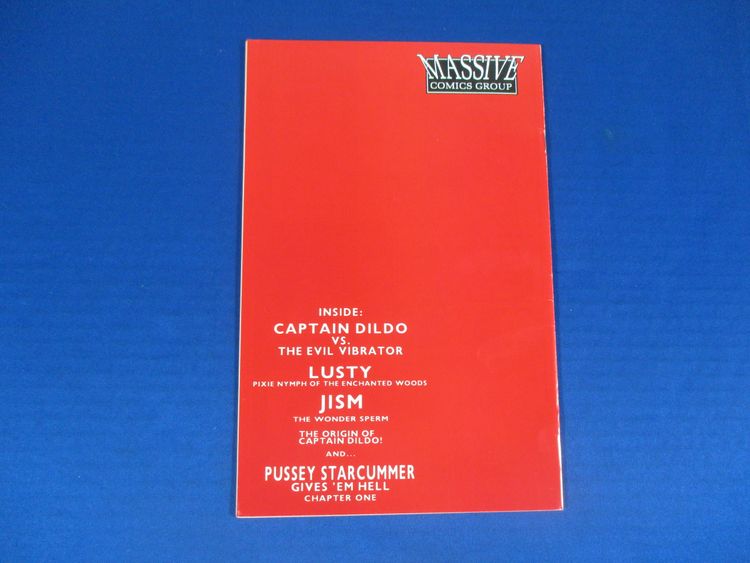 MASSIVE
COMICS GROUP
INSIDE:
CAPTAIN DILDO
VS.
THE EVIL VIBRATOR
LUSTY
PIXIE NYMPH OF THE ENCHANTED WOODS
JISM
THE WONDER SPERM
THE ORIGIN OF
CAPTAIN DILDO!
AND...
PUSSEY STARCUMMER
GIVES 'EM HELL
CHAPTER ONE